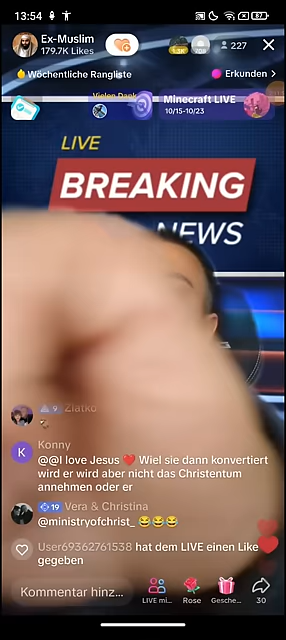 13:54
87
Ex-Muslim
179.7K Likes
227
Wöchentliche Rangliste
Erkunden >
Vielen Dank
Minecraft LIVE
10/15-10/23
LIVE
BREAKING
NEWS
9 Zlatko
K Konny
@@I love Jesus ❤️ Wiel sie dann konvertiert
wird er wird aber nicht das Christentum
annehmen oder er
19 Vera & Christina
@ministryofchrist_ 😂😂😂
User69362761538 hat dem LIVE einen Like
gegeben
Kommentar hinz...
LIVE mi...
Rose
Gesche...
30